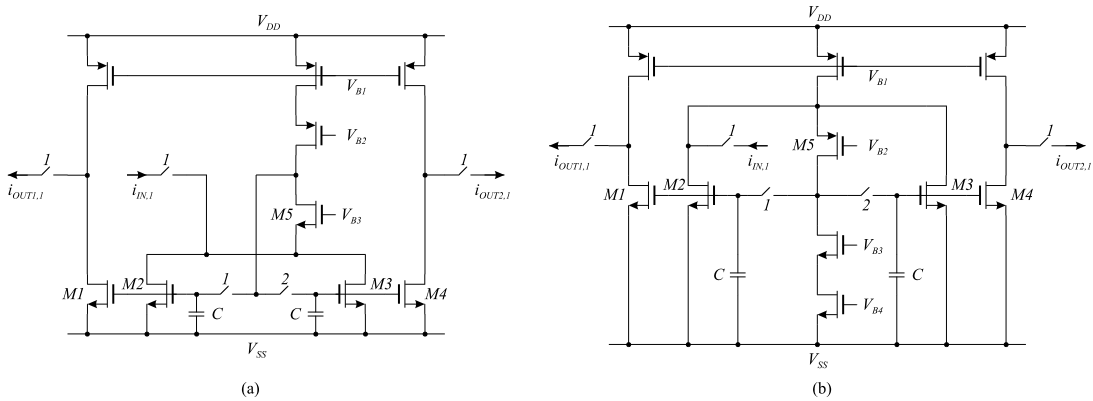 V_DD
V_B1
V_B2
1
1
1
i_OUT1,1
i_IN,1
i_OUT2,1
M5
V_B3
M1
M2
1
2
M3
M4
C
C
V_SS
(a)
V_DD
V_B1
1
1
M5
V_B2
1
i_OUT1,1
i_IN,1
i_OUT2,1
M1
M2
1
2
M3
M4
V_B3
C
C
V_B4
V_SS
(b)